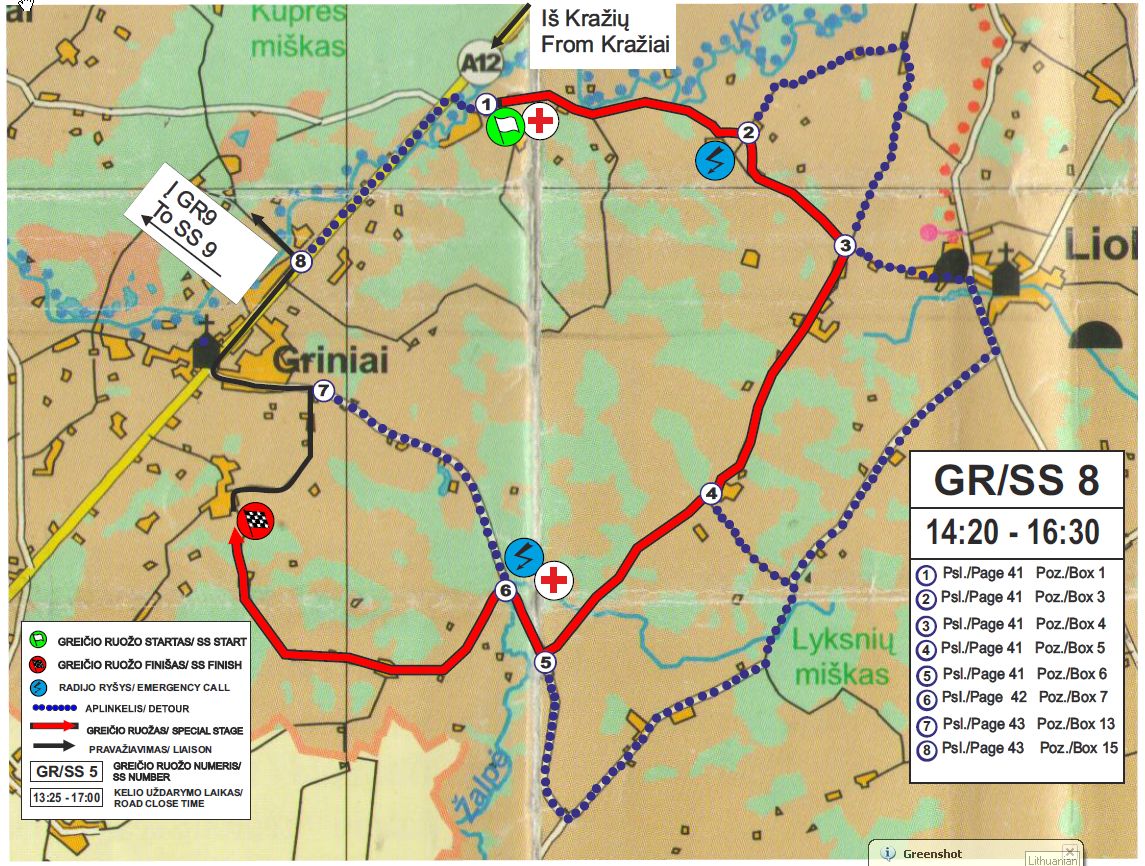 Kuprės
miškas
A12
Iš Kražių
From Kražiai
Kraž
1
2
Į GR9
To SS 9
8
3
Griniai
7
4
6
5
Lyksnių
miškas
Žalpė
GR/SS 8
14:20 - 16:30
1 Psl./Page 41 Poz./Box 1
2 Psl./Page 41 Poz./Box 3
3 Psl./Page 41 Poz./Box 4
4 Psl./Page 41 Poz./Box 5
5 Psl./Page 41 Poz./Box 6
6 Psl./Page 42 Poz./Box 7
7 Psl./Page 43 Poz./Box 13
8 Psl./Page 43 Poz./Box 15
GREIČIO RUOŽO STARTAS/ SS START
GREIČIO RUOŽO FINIŠAS/ SS FINISH
RADIJO RYŠYS/ EMERGENCY CALL
APLINKELIS/ DETOUR
GREIČIO RUOŽAS/ SPECIAL STAGE
PRAVAŽIAVIMAS/ LIAISON
GR/SS 5 GREIČIO RUOŽO NUMERIS/
SS NUMBER
13:25 - 17:00 KELIO UŽDARYMO LAIKAS/
ROAD CLOSE TIME
Greenshot
Lithuanian